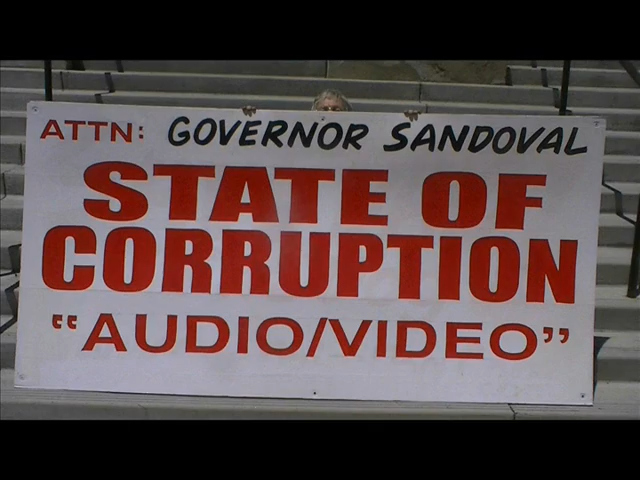 ATTN: GOVERNOR SANDOVAL
STATE OF
CORRUPTION
“AUDIO/VIDEO”